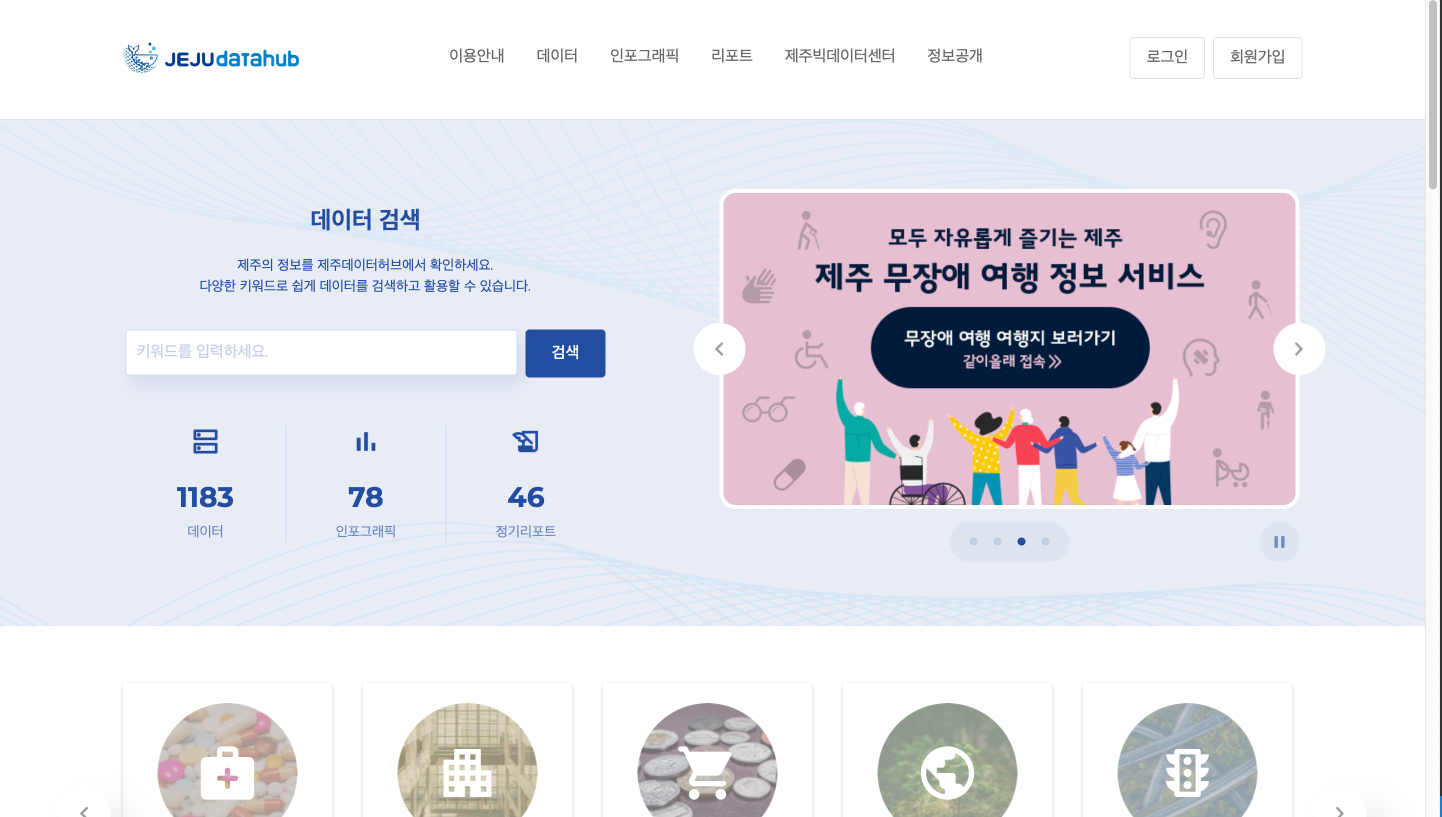 JEJUdatahub
이용안내
데이터
인포그래픽
리포트
제주빅데이터센터
정보공개
로그인
회원가입
데이터 검색
제주의 정보를 제주데이터허브에서 확인하세요.
다양한 키워드로 쉽게 데이터를 검색하고 활용할 수 있습니다.
키워드를 입력하세요.
검색
1183
데이터
78
인포그래픽
46
정기리포트
모두 자유롭게 즐기는 제주
제주 무장애 여행 정보 서비스
무장애 여행 여행지 보러가기
같이올래 접속